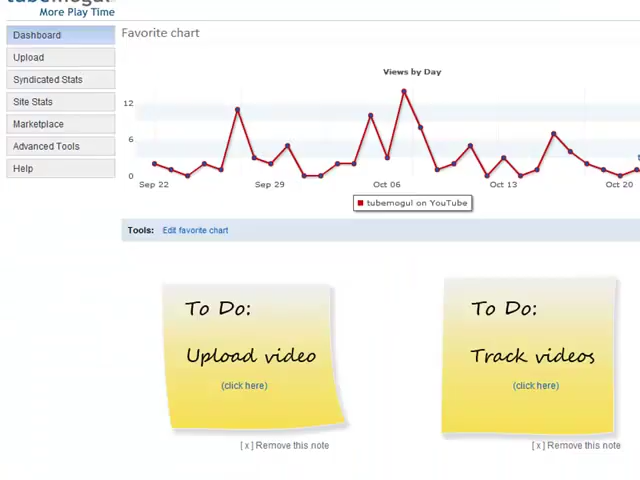 tubemogul
More Play Time
Dashboard
Upload
Syndicated Stats
Site Stats
Marketplace
Advanced Tools
Help
Favorite chart
Views by Day
12
6
0
Sep 22
Sep 29
Oct 06
Oct 13
Oct 20
tubemogul on YouTube
Tools: Edit favorite chart
To Do:
Upload video
(click here)
[ x ] Remove this note
To Do:
Track videos
(click here)
[ x ] Remove this note